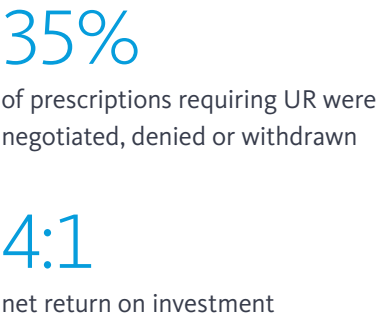 35%
of prescriptions requiring UR were
negotiated, denied or withdrawn
4:1
net return on investment